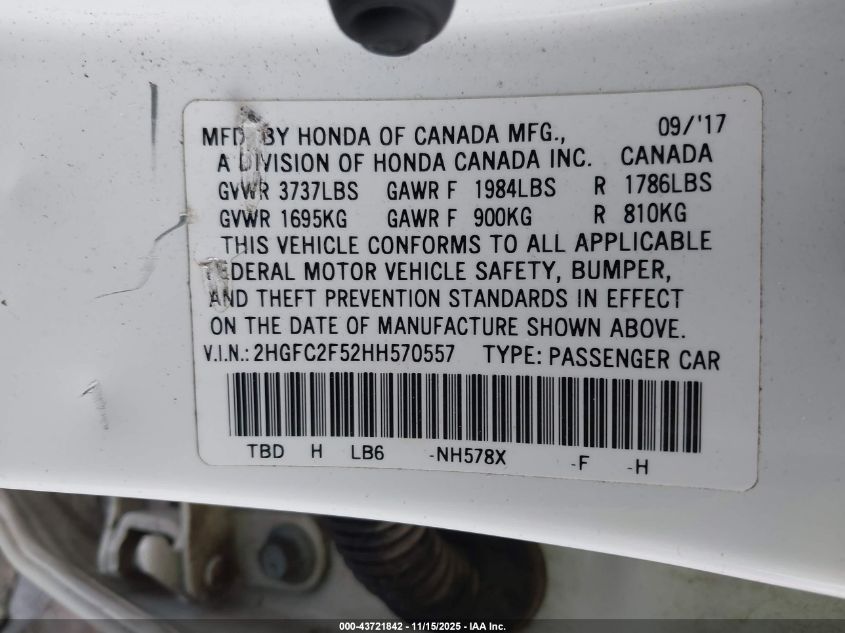 MFD BY HONDA OF CANADA MFG., 09/'17
A DIVISION OF HONDA CANADA INC. CANADA
GVWR 3737LBS GAWR F 1984LBS R 1786LBS
GVWR 1695KG GAWR F 900KG R 810KG
THIS VEHICLE CONFORMS TO ALL APPLICABLE
FEDERAL MOTOR VEHICLE SAFETY, BUMPER,
AND THEFT PREVENTION STANDARDS IN EFFECT
ON THE DATE OF MANUFACTURE SHOWN ABOVE.
V.I.N.: 2HGFC2F52HH570557 TYPE: PASSENGER CAR
TBD H LB6 -NH578X -F -H
000-43721842 - 11/15/2025 - IAA Inc.